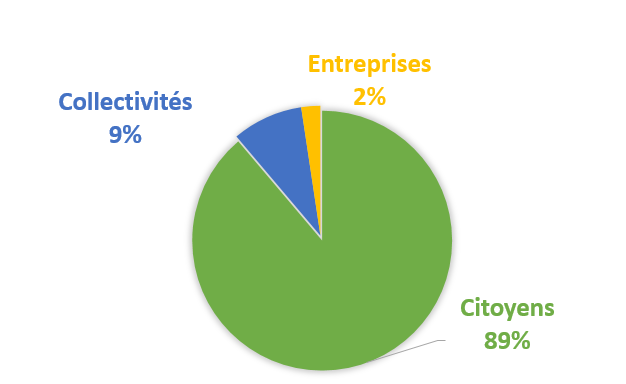 Entreprises
2%
Collectivités
9%
Citoyens
89%